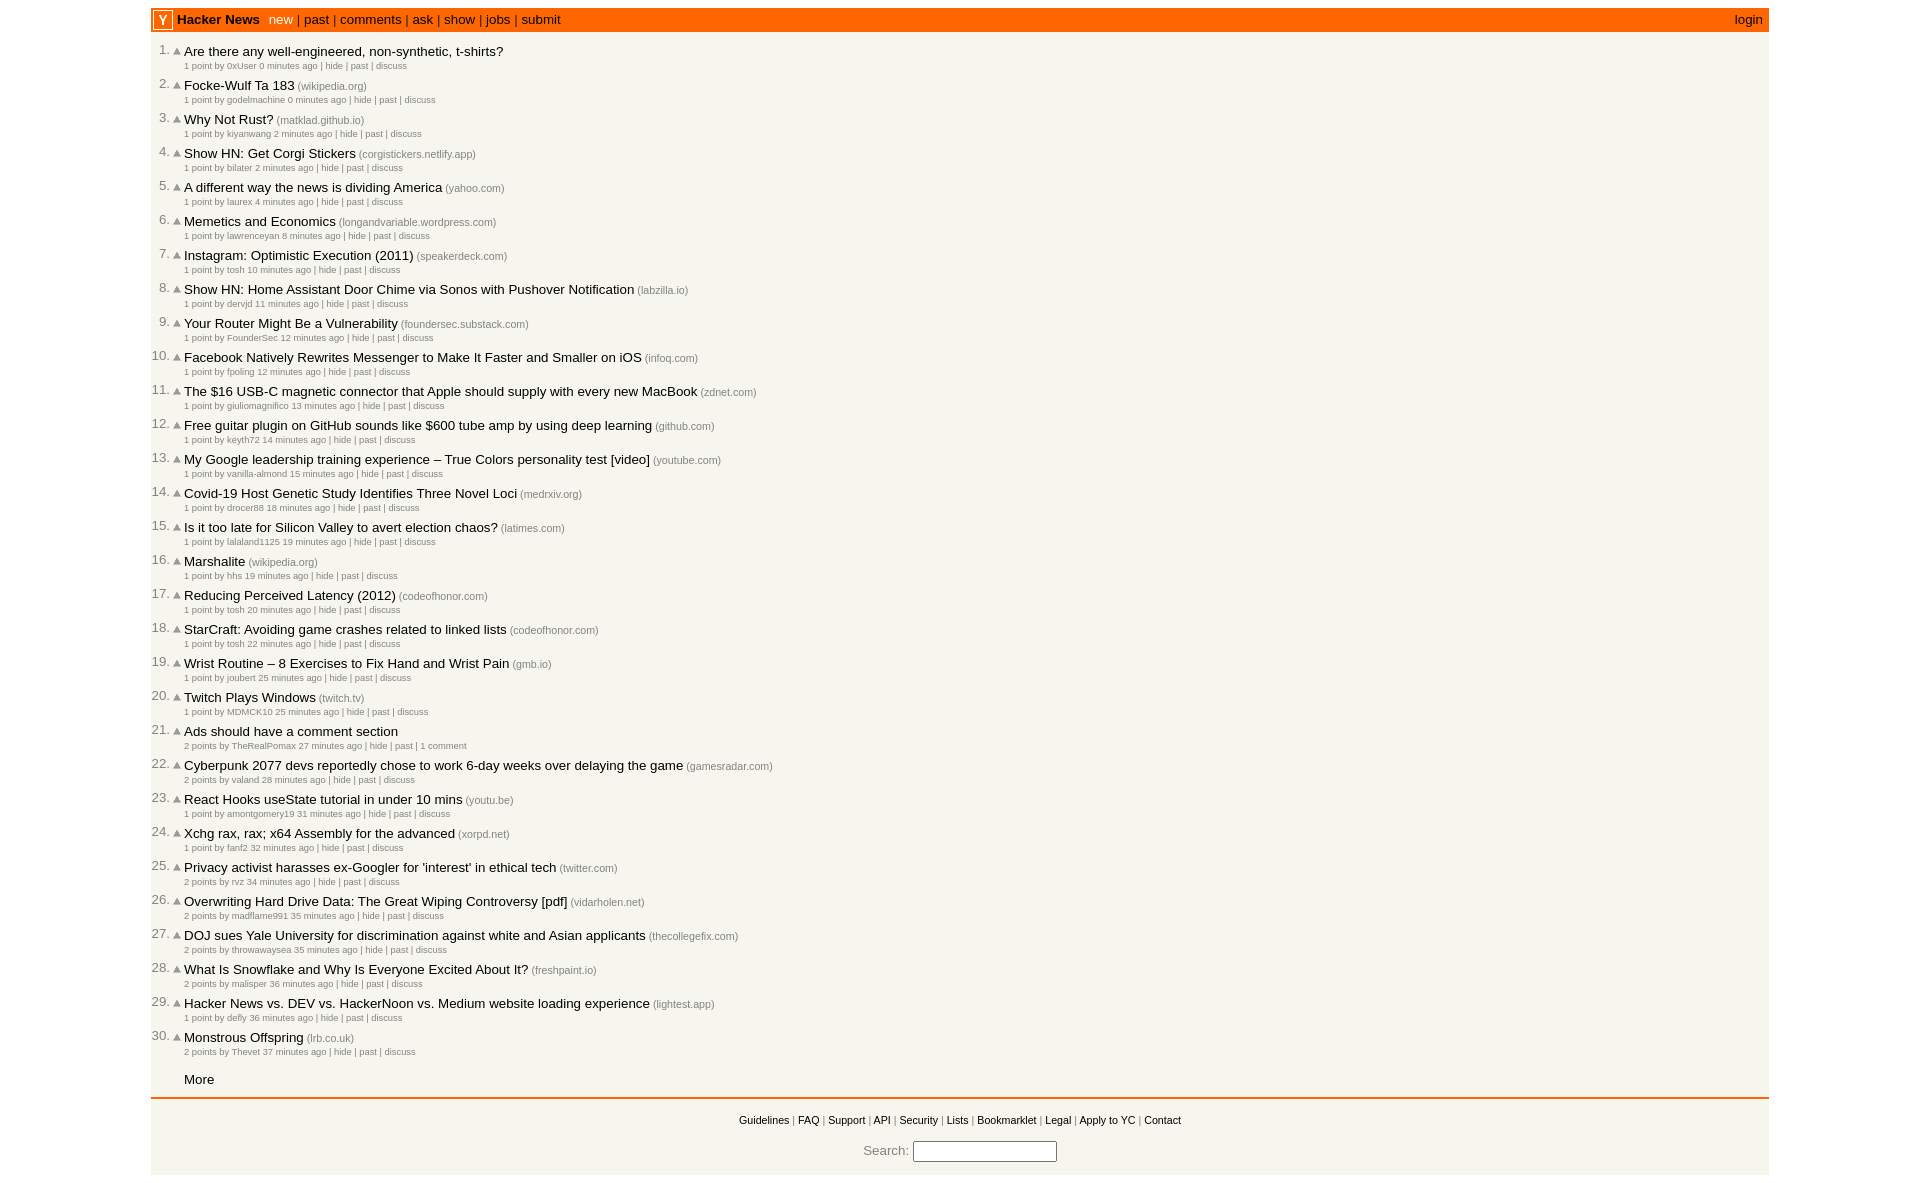 Y Hacker News new | past | comments | ask | show | jobs | submit login
1. Are there any well-engineered, non-synthetic, t-shirts?
1 point by 0xUser 0 minutes ago | hide | past | discuss
2. Focke-Wulf Ta 183 (wikipedia.org)
1 point by godelmachine 0 minutes ago | hide | past | discuss
3. Why Not Rust? (matklad.github.io)
1 point by kiyanwang 2 minutes ago | hide | past | discuss
4. Show HN: Get Corgi Stickers (corgistickers.netlify.app)
1 point by bilater 2 minutes ago | hide | past | discuss
5. A different way the news is dividing America (yahoo.com)
1 point by laurex 4 minutes ago | hide | past | discuss
6. Memetics and Economics (longandvariable.wordpress.com)
1 point by lawrenceyan 8 minutes ago | hide | past | discuss
7. Instagram: Optimistic Execution (2011) (speakerdeck.com)
1 point by tosh 10 minutes ago | hide | past | discuss
8. Show HN: Home Assistant Door Chime via Sonos with Pushover Notification (labzilla.io)
1 point by dervjd 11 minutes ago | hide | past | discuss
9. Your Router Might Be a Vulnerability (foundersec.substack.com)
1 point by FounderSec 12 minutes ago | hide | past | discuss
10. Facebook Natively Rewrites Messenger to Make It Faster and Smaller on iOS (infoq.com)
1 point by fpoling 12 minutes ago | hide | past | discuss
11. The $16 USB-C magnetic connector that Apple should supply with every new MacBook (zdnet.com)
1 point by giuliomagnifico 13 minutes ago | hide | past | discuss
12. Free guitar plugin on GitHub sounds like $600 tube amp by using deep learning (github.com)
1 point by keyth72 14 minutes ago | hide | past | discuss
13. My Google leadership training experience – True Colors personality test [video] (youtube.com)
1 point by vanilla-almond 15 minutes ago | hide | past | discuss
14. Covid-19 Host Genetic Study Identifies Three Novel Loci (medrxiv.org)
1 point by drocer88 18 minutes ago | hide | past | discuss
15. Is it too late for Silicon Valley to avert election chaos? (latimes.com)
1 point by lalaland1125 19 minutes ago | hide | past | discuss
16. Marshalite (wikipedia.org)
1 point by hhs 19 minutes ago | hide | past | discuss
17. Reducing Perceived Latency (2012) (codeofhonor.com)
1 point by tosh 20 minutes ago | hide | past | discuss
18. StarCraft: Avoiding game crashes related to linked lists (codeofhonor.com)
1 point by tosh 22 minutes ago | hide | past | discuss
19. Wrist Routine – 8 Exercises to Fix Hand and Wrist Pain (gmb.io)
1 point by joubert 25 minutes ago | hide | past | discuss
20. Twitch Plays Windows (twitch.tv)
1 point by MDMCK10 25 minutes ago | hide | past | discuss
21. Ads should have a comment section
2 points by TheRealPomax 27 minutes ago | hide | past | 1 comment
22. Cyberpunk 2077 devs reportedly chose to work 6-day weeks over delaying the game (gamesradar.com)
2 points by valand 28 minutes ago | hide | past | discuss
23. React Hooks useState tutorial in under 10 mins (youtu.be)
1 point by amontgomery19 31 minutes ago | hide | past | discuss
24. Xchg rax, rax; x64 Assembly for the advanced (xorpd.net)
1 point by fanf2 32 minutes ago | hide | past | discuss
25. Privacy activist harasses ex-Googler for 'interest' in ethical tech (twitter.com)
2 points by rvz 34 minutes ago | hide | past | discuss
26. Overwriting Hard Drive Data: The Great Wiping Controversy [pdf] (vidarholen.net)
2 points by madflame991 35 minutes ago | hide | past | discuss
27. DOJ sues Yale University for discrimination against white and Asian applicants (thecollegefix.com)
2 points by throwawaysea 35 minutes ago | hide | past | discuss
28. What Is Snowflake and Why Is Everyone Excited About It? (freshpaint.io)
2 points by malisper 36 minutes ago | hide | past | discuss
29. Hacker News vs. DEV vs. HackerNoon vs. Medium website loading experience (lightest.app)
1 point by defly 36 minutes ago | hide | past | discuss
30. Monstrous Offspring (lrb.co.uk)
2 points by Thevet 37 minutes ago | hide | past | discuss
More
Guidelines | FAQ | Support | API | Security | Lists | Bookmarklet | Legal | Apply to YC | Contact
Search: